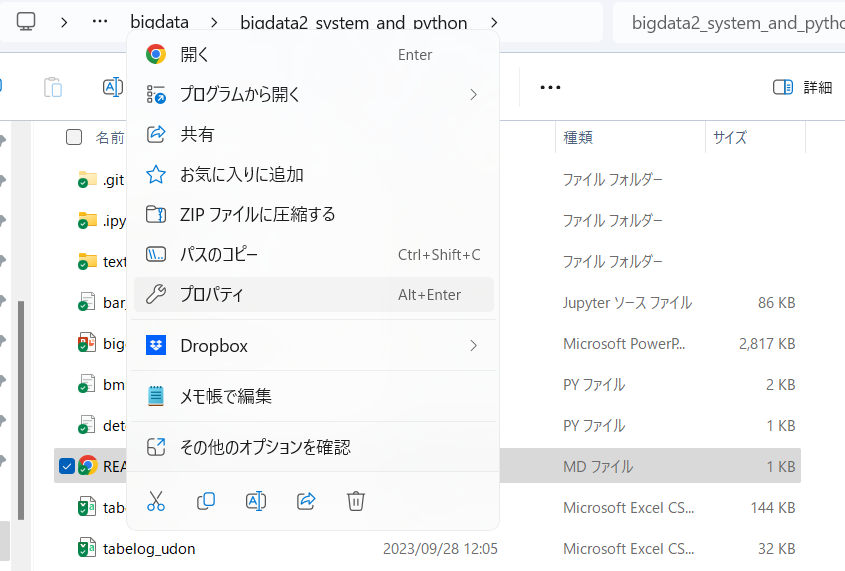 bigdata bigdata2_system_and_python
bigdata2_system_and_pytho
詳細
名前 種類 サイズ
開く Enter
プログラムから開く
共有
お気に入りに追加
ZIP ファイルに圧縮する
パスのコピー Ctrl+Shift+C
プロパティ Alt+Enter
Dropbox
メモ帳で編集
その他のオプションを確認
.git ファイル フォルダー
.ipy ファイル フォルダー
text ファイル フォルダー
bar_ Jupyter ソース ファイル 86 KB
big Microsoft PowerP... 2,817 KB
bm PY ファイル 2 KB
det PY ファイル 1 KB
REA MD ファイル 1 KB
tabe Microsoft Excel CS... 144 KB
tabelog_udon 2023/09/28 12:05 Microsoft Excel CS... 32 KB